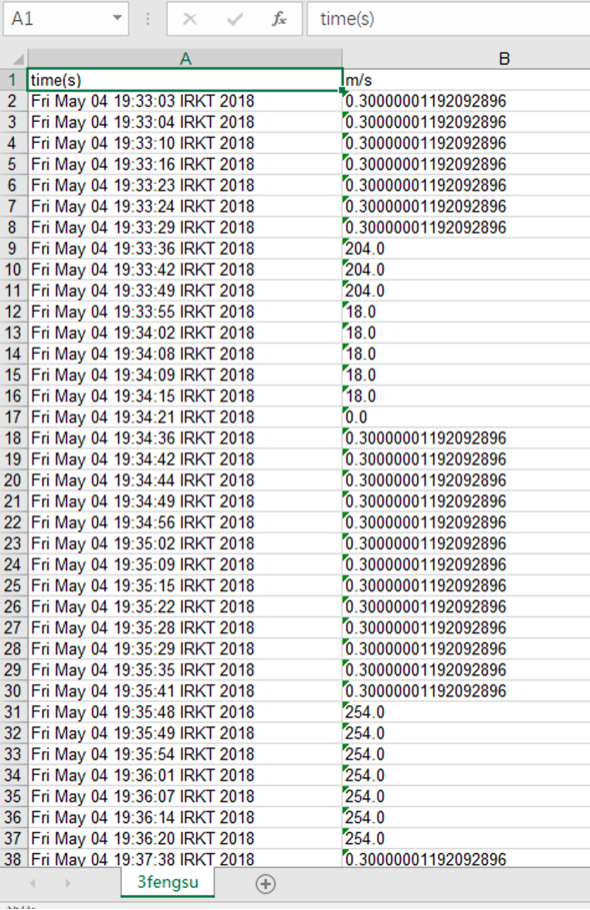 A1 fx time(s)
A B
1 time(s) m/s
2 Fri May 04 19:33:03 IRKT 2018 0.30000001192092896
3 Fri May 04 19:33:04 IRKT 2018 0.30000001192092896
4 Fri May 04 19:33:10 IRKT 2018 0.30000001192092896
5 Fri May 04 19:33:16 IRKT 2018 0.30000001192092896
6 Fri May 04 19:33:23 IRKT 2018 0.30000001192092896
7 Fri May 04 19:33:24 IRKT 2018 0.30000001192092896
8 Fri May 04 19:33:29 IRKT 2018 0.30000001192092896
9 Fri May 04 19:33:36 IRKT 2018 204.0
10 Fri May 04 19:33:42 IRKT 2018 204.0
11 Fri May 04 19:33:49 IRKT 2018 204.0
12 Fri May 04 19:33:55 IRKT 2018 18.0
13 Fri May 04 19:34:02 IRKT 2018 18.0
14 Fri May 04 19:34:08 IRKT 2018 18.0
15 Fri May 04 19:34:09 IRKT 2018 18.0
16 Fri May 04 19:34:15 IRKT 2018 18.0
17 Fri May 04 19:34:21 IRKT 2018 0.0
18 Fri May 04 19:34:36 IRKT 2018 0.30000001192092896
19 Fri May 04 19:34:42 IRKT 2018 0.30000001192092896
20 Fri May 04 19:34:44 IRKT 2018 0.30000001192092896
21 Fri May 04 19:34:49 IRKT 2018 0.30000001192092896
22 Fri May 04 19:34:56 IRKT 2018 0.30000001192092896
23 Fri May 04 19:35:02 IRKT 2018 0.30000001192092896
24 Fri May 04 19:35:09 IRKT 2018 0.30000001192092896
25 Fri May 04 19:35:15 IRKT 2018 0.30000001192092896
26 Fri May 04 19:35:22 IRKT 2018 0.30000001192092896
27 Fri May 04 19:35:28 IRKT 2018 0.30000001192092896
28 Fri May 04 19:35:29 IRKT 2018 0.30000001192092896
29 Fri May 04 19:35:35 IRKT 2018 0.30000001192092896
30 Fri May 04 19:35:41 IRKT 2018 0.30000001192092896
31 Fri May 04 19:35:48 IRKT 2018 254.0
32 Fri May 04 19:35:49 IRKT 2018 254.0
33 Fri May 04 19:35:54 IRKT 2018 254.0
34 Fri May 04 19:36:01 IRKT 2018 254.0
35 Fri May 04 19:36:07 IRKT 2018 254.0
36 Fri May 04 19:36:14 IRKT 2018 254.0
37 Fri May 04 19:36:20 IRKT 2018 254.0
38 Fri May 04 19:37:38 IRKT 2018 0.30000001192092896
3fengsu